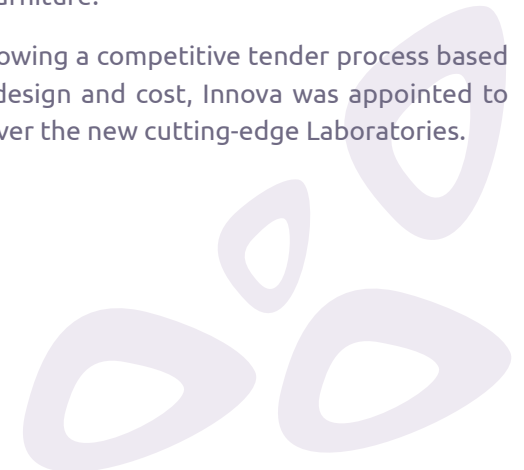 urniture.
owing a competitive tender process based
design and cost, Innova was appointed to
ver the new cutting-edge Laboratories.